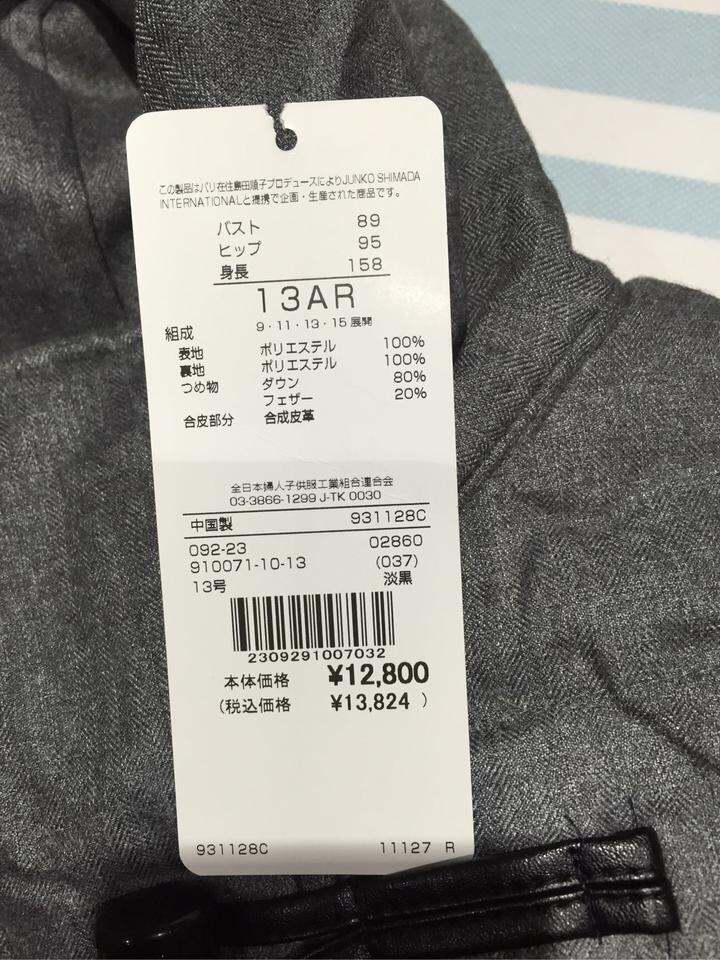 この製品はパリ在住島田順子プロデュースによりJUNKO SHIMADA
INTERNATIONALと提携で企画・生産された商品です。
バスト 89
ヒップ 95
身長 158
13AR
9・11・13・15 展開
組成
表地 ポリエステル 100%
裏地 ポリエステル 100%
つめ物 ダウン 80%
フェザー 20%
合皮部分 合成皮革
全日本婦人子供服工業組合連合会
03-3866-1299 J-TK 0030
中国製 931128C
092-23 02860
910071-10-13 (037)
13号 淡黒
2309291007032
本体価格 ¥12,800
(税込価格 ¥13,824 )
931128C 11127 R